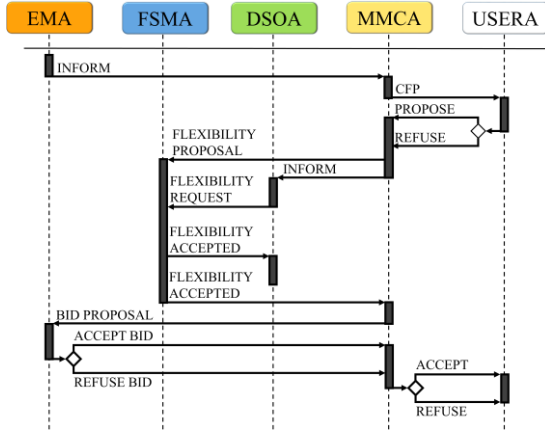 EMA FSMA DSOA MMCA USERA
INFORM
CFP
PROPOSE
REFUSE
FLEXIBILITY
PROPOSAL
INFORM
FLEXIBILITY
REQUEST
FLEXIBILITY
ACCEPTED
FLEXIBILITY
ACCEPTED
BID PROPOSAL
ACCEPT BID
REFUSE BID
ACCEPT
REFUSE